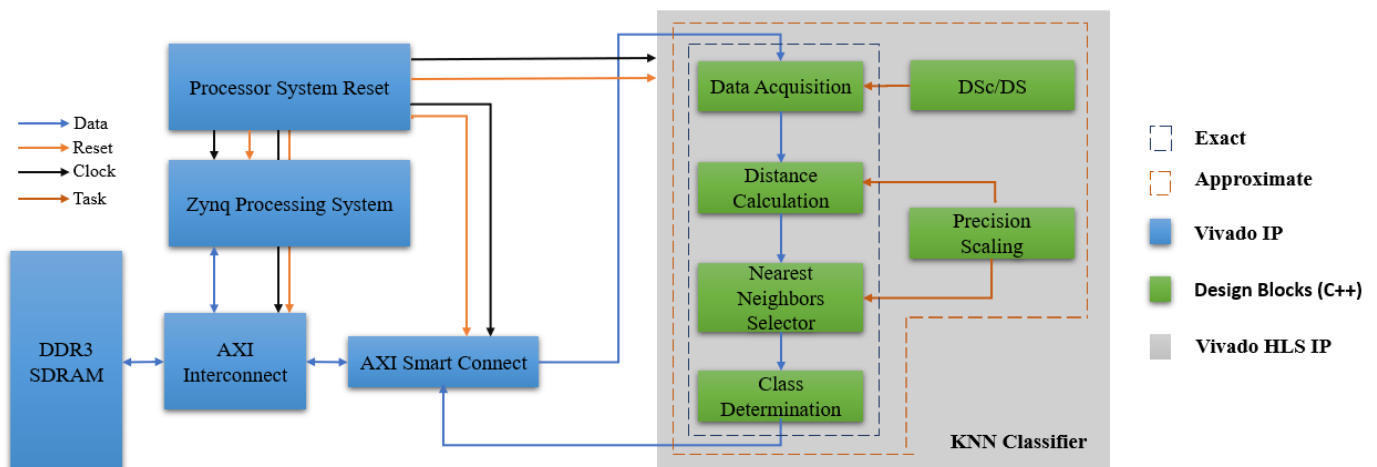 Data
Reset
Clock
Task
Processor System Reset
Zynq Processing System
DDR3
SDRAM
AXI
Interconnect
AXI Smart Connect
Data Acquisition
DSc/DS
Distance
Calculation
Precision
Scaling
Nearest
Neighbors
Selector
Class
Determination
KNN Classifier
Exact
Approximate
Vivado IP
Design Blocks (C++)
Vivado HLS IP